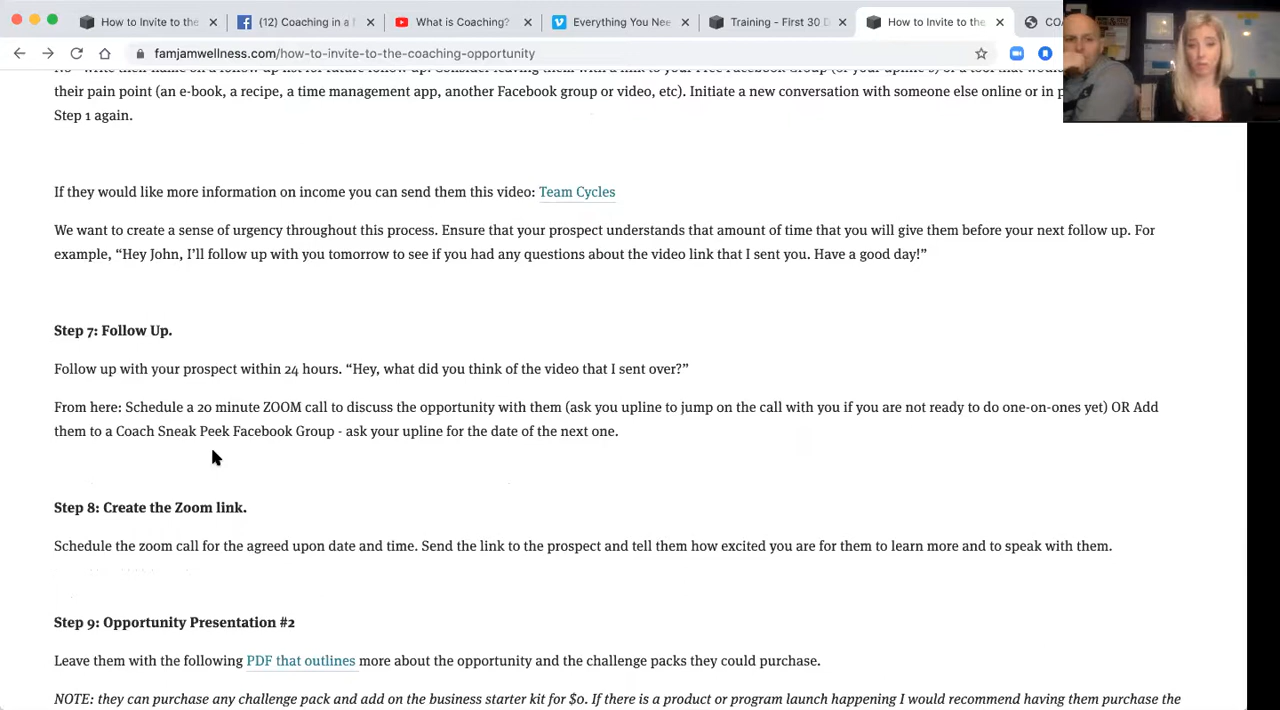 How to Invite to the
(12) Coaching in a
What is Coaching?
Everything You Nee
Training - First 30 D
How to Invite to the
famjamwellness.com/how-to-invite-to-the-coaching-opportunity
their pain point (an e-book, a recipe, a time management app, another Facebook group or video, etc). Initiate a new conversation with someone else online or in
Step 1 again.
If they would like more information on income you can send them this video: Team Cycles
We want to create a sense of urgency throughout this process. Ensure that your prospect understands that amount of time that you will give them before your next follow up. For
example, “Hey John, I’ll follow up with you tomorrow to see if you had any questions about the video link that I sent you. Have a good day!”
Step 7: Follow Up.
Follow up with your prospect within 24 hours. “Hey, what did you think of the video that I sent over?”
From here: Schedule a 20 minute ZOOM call to discuss the opportunity with them (ask you upline to jump on the call with you if you are not ready to do one-on-ones yet) OR Add
them to a Coach Sneak Peek Facebook Group - ask your upline for the date of the next one.
Step 8: Create the Zoom link.
Schedule the zoom call for the agreed upon date and time. Send the link to the prospect and tell them how excited you are for them to learn more and to speak with them.
Step 9: Opportunity Presentation #2
Leave them with the following PDF that outlines more about the opportunity and the challenge packs they could purchase.
NOTE: they can purchase any challenge pack and add on the business starter kit for $0. If there is a product or program launch happening I would recommend having them purchase the